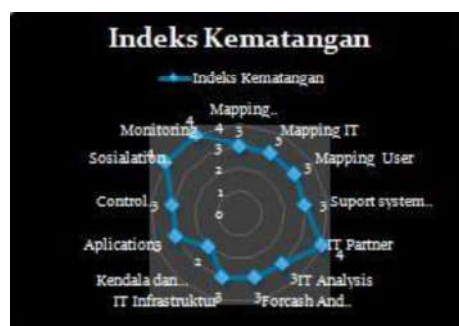 Indeks Kematangan
Indeks Kematangan
Mapping..
3
Mapping IT
3
Mapping User
3
Suport system..
3
IT Partner
4
IT Analysis
3
Forcash And..
3
IT Infrastruktur
3
Kendala dan...
2
Aplication
3
Control..
3
Sosialation..
4
Monitoring
4
4
3
2
1
0